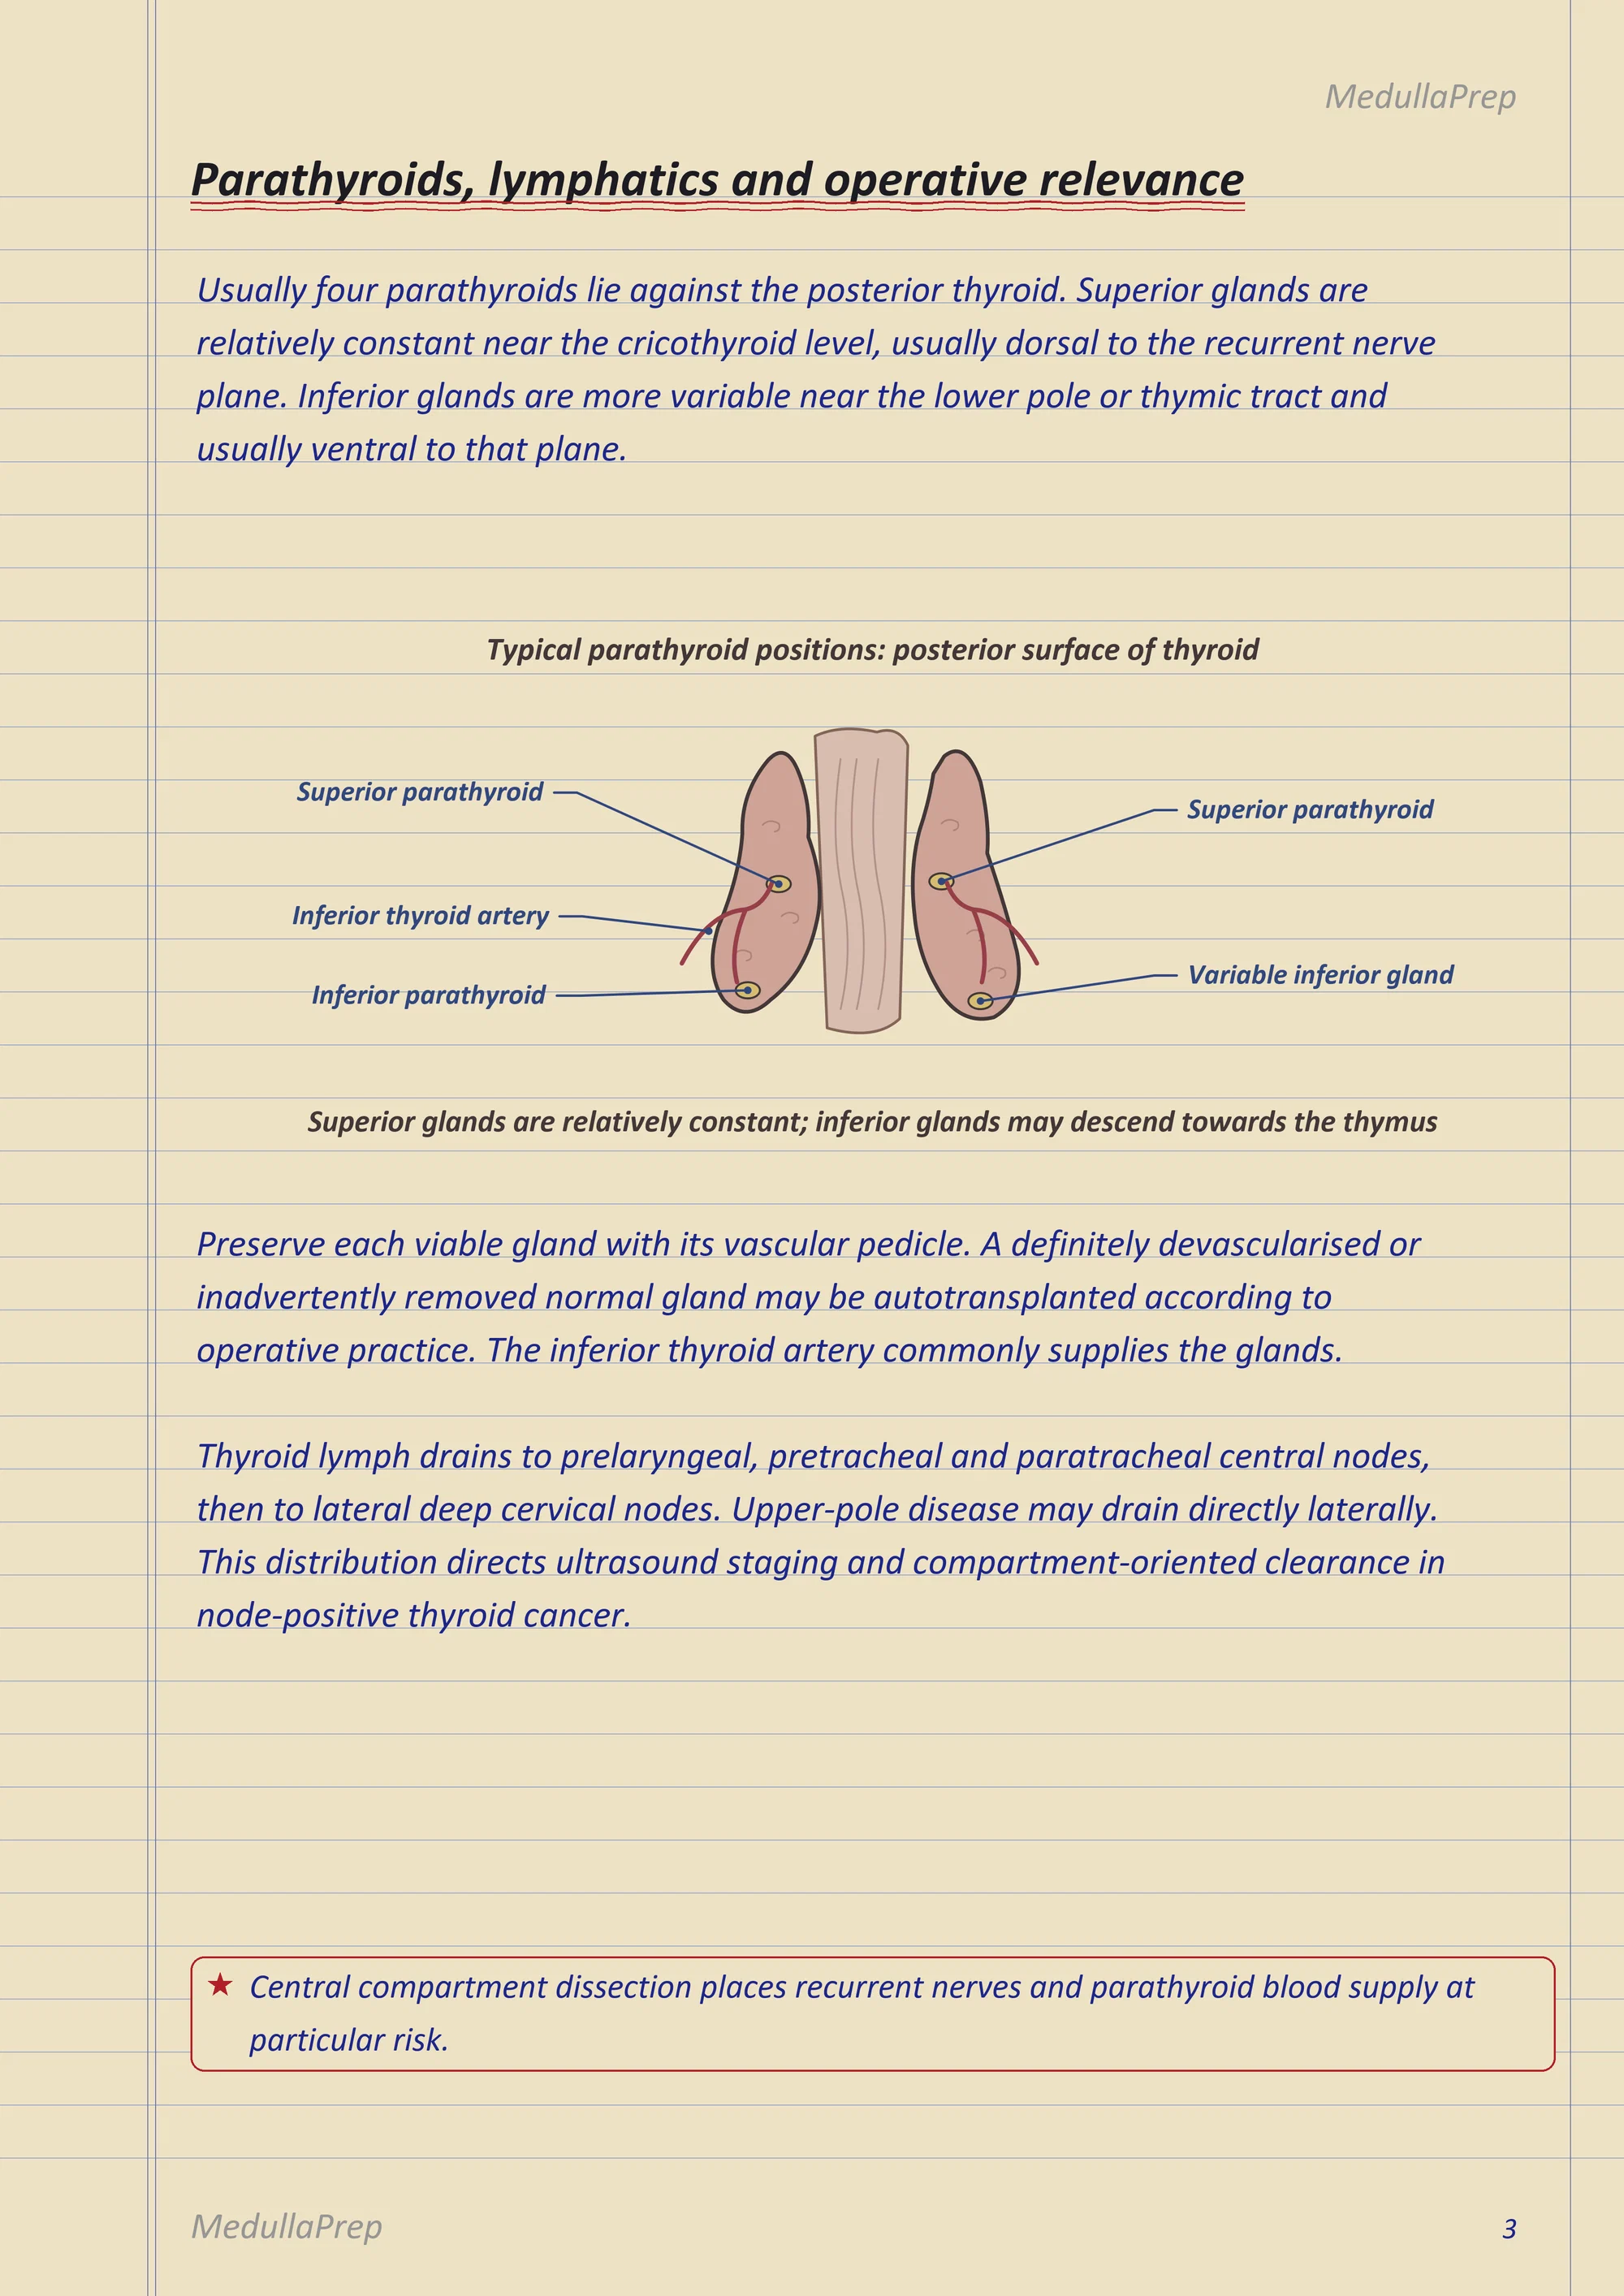 MedullaPrep
Parathyroids, lymphatics and operative relevance
Usually four parathyroids lie against the posterior thyroid. Superior glands are
relatively constant near the cricothyroid level, usually dorsal to the recurrent nerve
plane. Inferior glands are more variable near the lower pole or thymic tract and
usually ventral to that plane.
Typical parathyroid positions: posterior surface of thyroid
Superior parathyroid
Superior parathyroid
Inferior thyroid artery
Variable inferior gland
Inferior parathyroid
Superior glands are relatively constant; inferior glands may descend towards the thymus
Preserve each viable gland with its vascular pedicle. A definitely devascularised or
inadvertently removed normal gland may be autotransplanted according to
operative practice. The inferior thyroid artery commonly supplies the glands.
Thyroid lymph drains to prelaryngeal, pretracheal and paratracheal central nodes,
then to lateral deep cervical nodes. Upper-pole disease may drain directly laterally.
This distribution directs ultrasound staging and compartment-oriented clearance in
node-positive thyroid cancer.
★ Central compartment dissection places recurrent nerves and parathyroid blood supply at
particular risk.
MedullaPrep
3